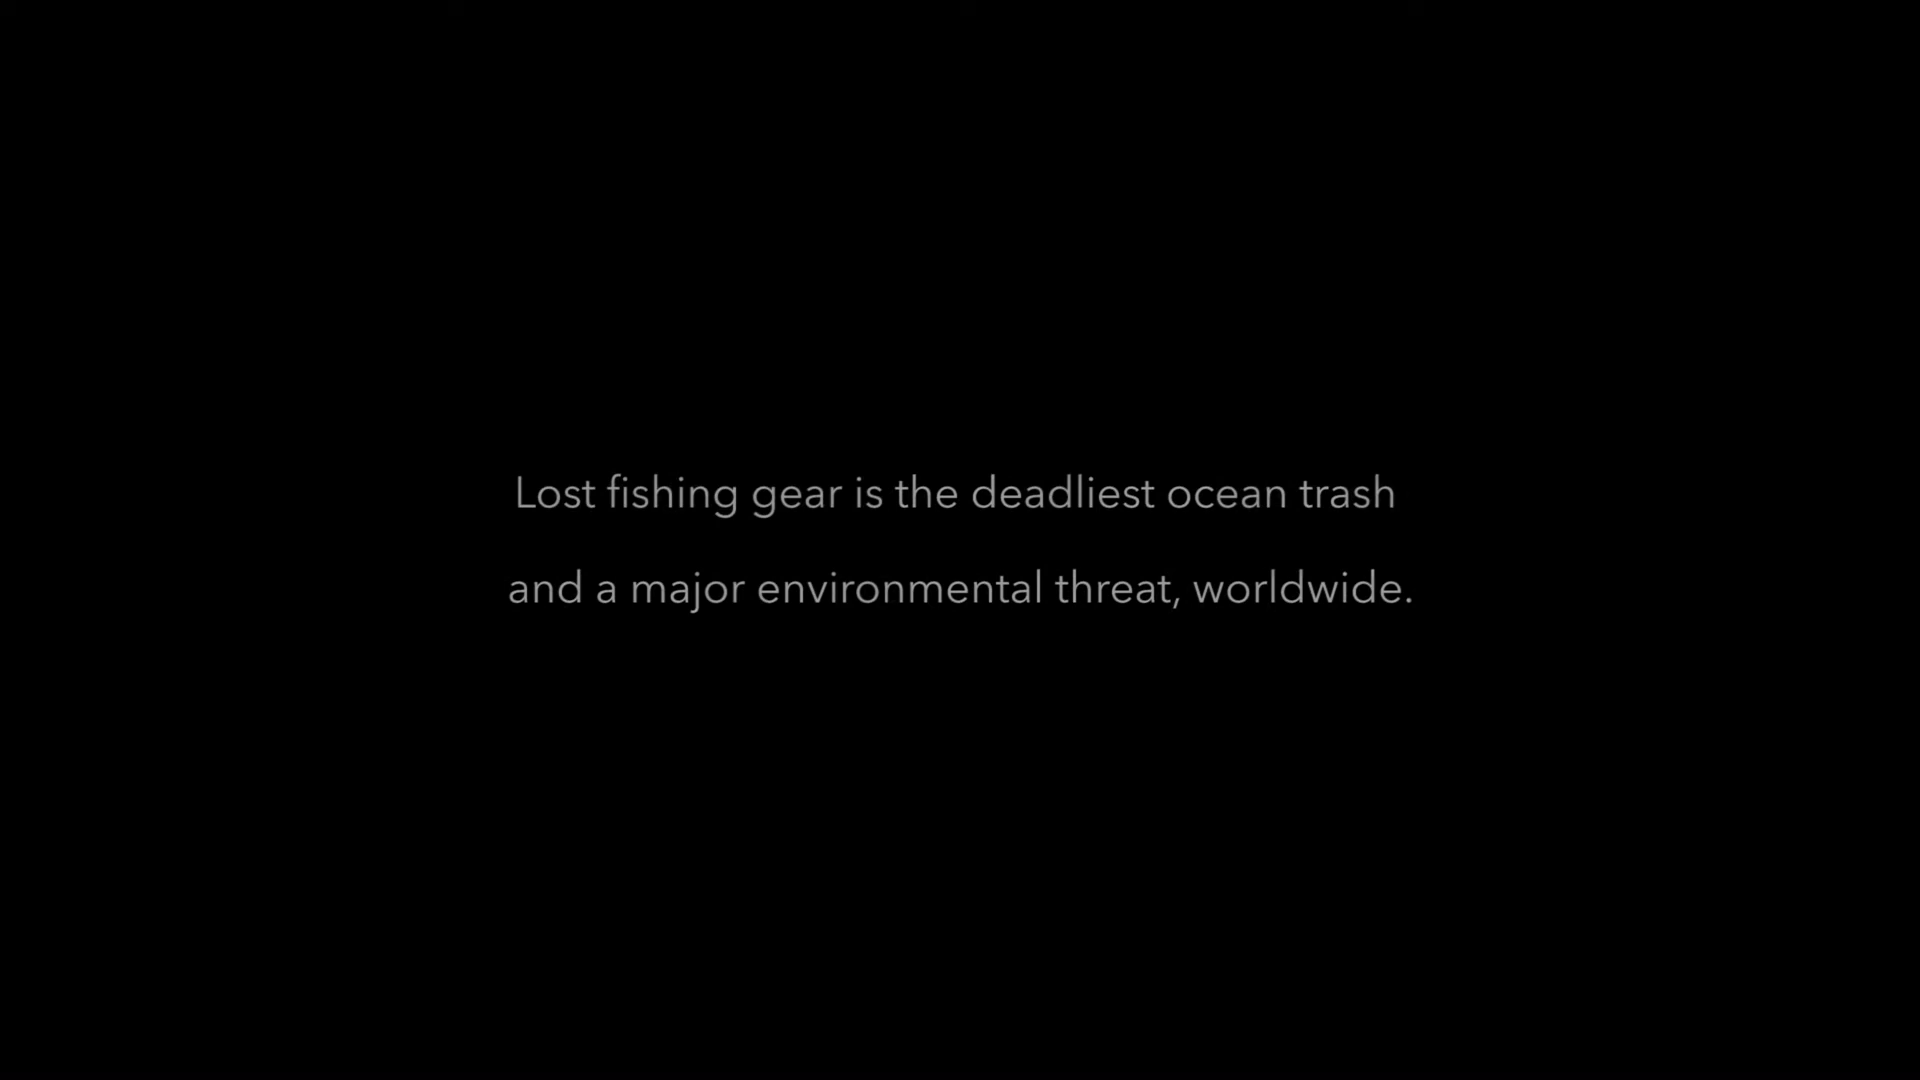 Lost fishing gear is the deadliest ocean trash
and a major environmental threat, worldwide.